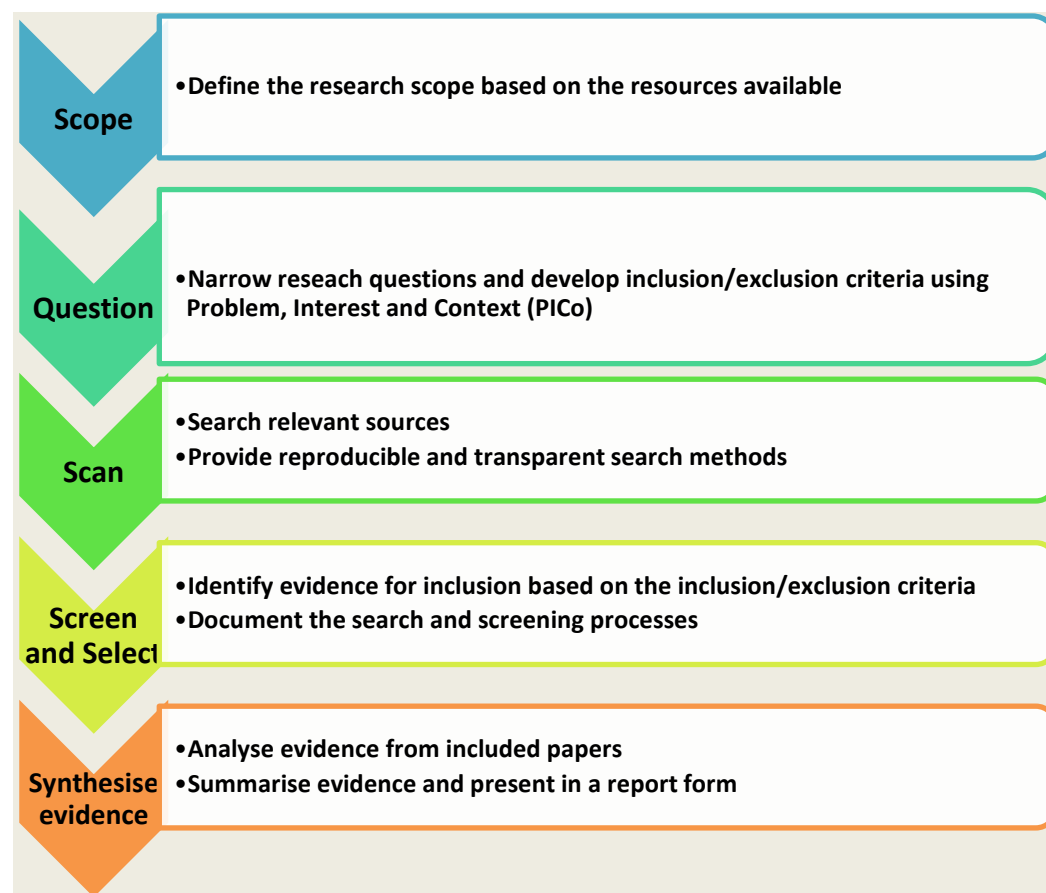 Scope
•Define the research scope based on the resources available
Question
•Narrow reseach questions and develop inclusion/exclusion criteria using
Problem, Interest and Context (PICo)
Scan
•Search relevant sources
•Provide reproducible and transparent search methods
Screen
and Select
•Identify evidence for inclusion based on the inclusion/exclusion criteria
•Document the search and screening processes
Synthesise
evidence
•Analyse evidence from included papers
•Summarise evidence and present in a report form